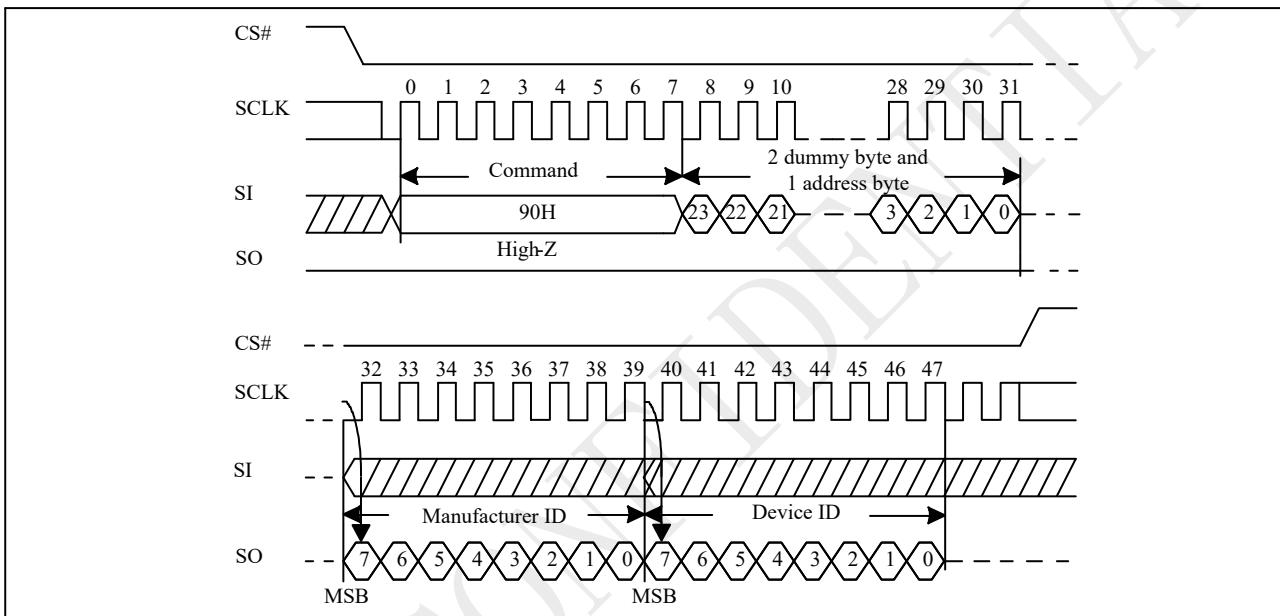 CS#
0 1 2 3 4 5 6 7 8 9 10 28 29 30 31
SCLK
Command
2 dummy byte and
1 address byte
SI
90H
23 22 21 3 2 1 0
High-Z
SO
CS#
32 33 34 35 36 37 38 39 40 41 42 43 44 45 46 47
SCLK
SI
Manufacturer ID Device ID
SO
7 6 5 4 3 2 1 0 7 6 5 4 3 2 1 0
MSB MSB
CONFIDENTIA